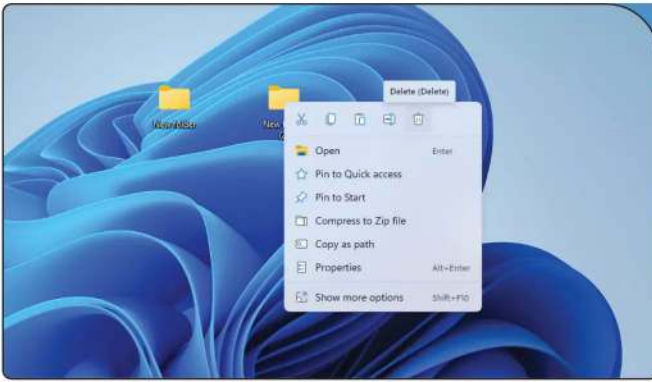 New folder
New
Delete (Delete)
Open Enter
Pin to Quick access
Pin to Start
Compress to Zip file
Copy as path
Properties Alt+Enter
Show more options Shift+F10